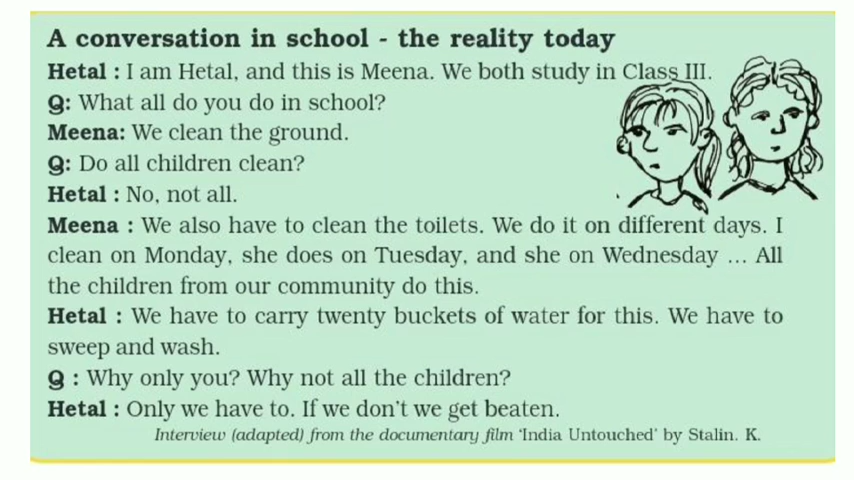 A conversation in school - the reality today
Hetal : I am Hetal, and this is Meena. We both study in Class III.
Q: What all do you do in school?
Meena: We clean the ground.
Q: Do all children clean?
Hetal : No, not all.
Meena : We also have to clean the toilets. We do it on different days. I
clean on Monday, she does on Tuesday, and she on Wednesday ... All
the children from our community do this.
Hetal : We have to carry twenty buckets of water for this. We have to
sweep and wash.
Q : Why only you? Why not all the children?
Hetal : Only we have to. If we don't we get beaten.
Interview (adapted) from the documentary film 'India Untouched' by Stalin. K.